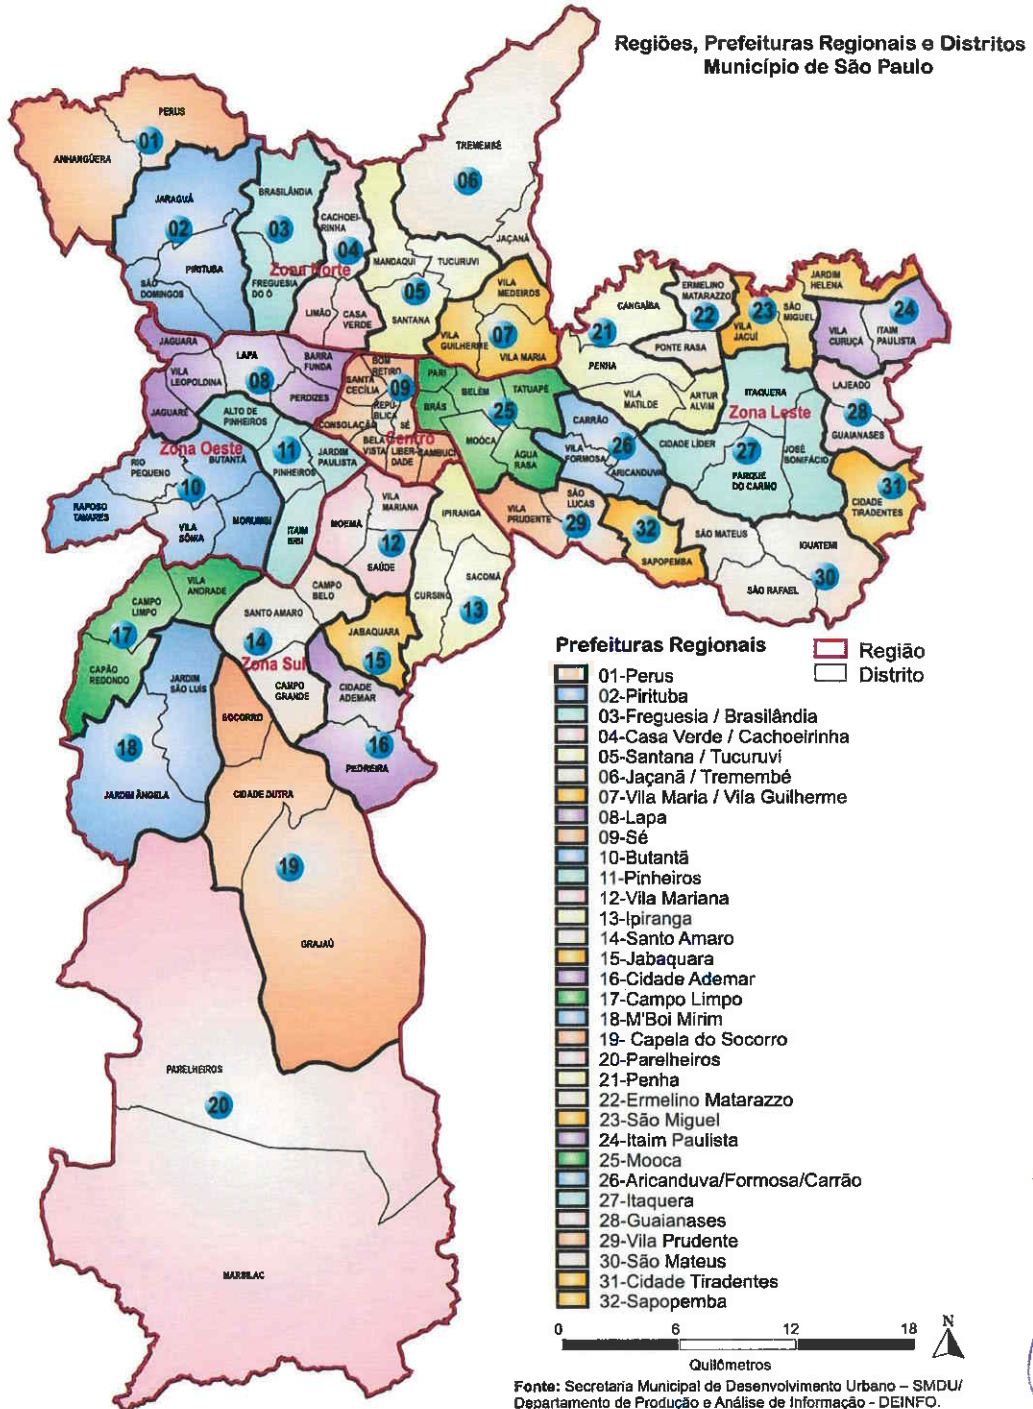 Regiões, Prefeituras Regionais e Distritos
Município de São Paulo
PERUS
01
ANHANGÜERA
TREMEMBÉ
06
JAÇANÃ
JARAGUÁ
02
PIRITUBA
SÃO
DOMINGOS
BRASILÂNDIA
03
FREGUESIA
DO Ó
CACHOEI-
RINHA
04
Zona Norte
LIMÃO
CASA
VERDE
MANDAQUI
TUCURUVI
05
SANTANA
VILA
MEDEIROS
07
VILA
GUILHERME
VILA MARIA
CANGAÍBA
21
PENHA
VILA
MATILDE
ARTUR
ALVIM
ERMELINO
MATARAZZO
22
PONTE RASA
23
VILA
JACUÍ
SÃO
MIGUEL
JARDIM
HELENA
24
VILA
CURUÇÁ
ITAIM
PAULISTA
LAJEADO
28
GUAIANASES
JAGUARA
VILA
LEOPOLDINA
JAGUARÉ
LAPA
08
BARRA
FUNDA
PERDIZES
BOM
RETIRO
09
SANTA
CECÍLIA
REPÚ
BLICA
SÉ
CONSOLAÇÃO
Centro
BELA
VISTA
LIBER-
DADE
CAMBUCI
PARI
BRÁS
BELÉM
TATUAPÉ
25
MOÓCA
ÁGUA
RASA
CARRÃO
26
VILA
FORMOSA
ARICANDUVA
ITAQUERA
Zona Leste
CIDADE LÍDER
27
PARQUE
DO CARMO
JOSÉ
BONIFÁCIO
CIDADE
TIRADENTES
31
ALTO DE
PINHEIROS
11
PINHEIROS
JARDIM
PAULISTA
ITAIM
BIBI
Zona Oeste
RIO
PEQUENO
BUTANTÃ
10
RAPOSO
TAVARES
VILA
SÔNIA
MORUMBI
VILA
MARIANA
MOEMA
12
SAÚDE
IPIRANGA
SACOMÃ
CURSINO
13
VILA
PRUDENTE
SÃO
LUCAS
29
32
SAPOPEMBA
SÃO MATEUS
IGUATEMI
SÃO RAFAEL
30
CAMPO
LIMPO
VILA
ANDRADE
17
CAPÃO
REDONDO
CAMPO
BELO
SANTO AMARO
14
Zona Sul
CAMPO
GRANDE
JABAQUARA
15
CIDADE
ADEMAR
16
PEDREIRA
JARDIM
SÃO LUÍS
18
JARDIM ÂNGELA
SOCORRO
CIDADE DUTRA
19
GRAJAÚ
PARELHEIROS
20
MARSILAC
Prefeituras Regionais
Região
Distrito
01-Perus
02-Pirituba
03-Freguesia / Brasilândia
04-Casa Verde / Cachoeirinha
05-Santana / Tucuruvi
06-Jaçanã / Tremembé
07-Vila Maria / Vila Guilherme
08-Lapa
09-Sé
10-Butantã
11-Pinheiros
12-Vila Mariana
13-Ipiranga
14-Santo Amaro
15-Jabaquara
16-Cidade Ademar
17-Campo Limpo
18-M'Boi Mirim
19- Capela do Socorro
20-Parelheiros
21-Penha
22-Ermelino Matarazzo
23-São Miguel
24-Itaim Paulista
25-Mooca
26-Aricanduva/Formosa/Carrão
27-Itaquera
28-Guaianases
29-Vila Prudente
30-São Mateus
31-Cidade Tiradentes
32-Sapopemba
0 6 12 18
Quilômetros
N
Fonte: Secretaria Municipal de Desenvolvimento Urbano – SMDU/
Departamento de Produção e Análise de Informação - DEINFO.